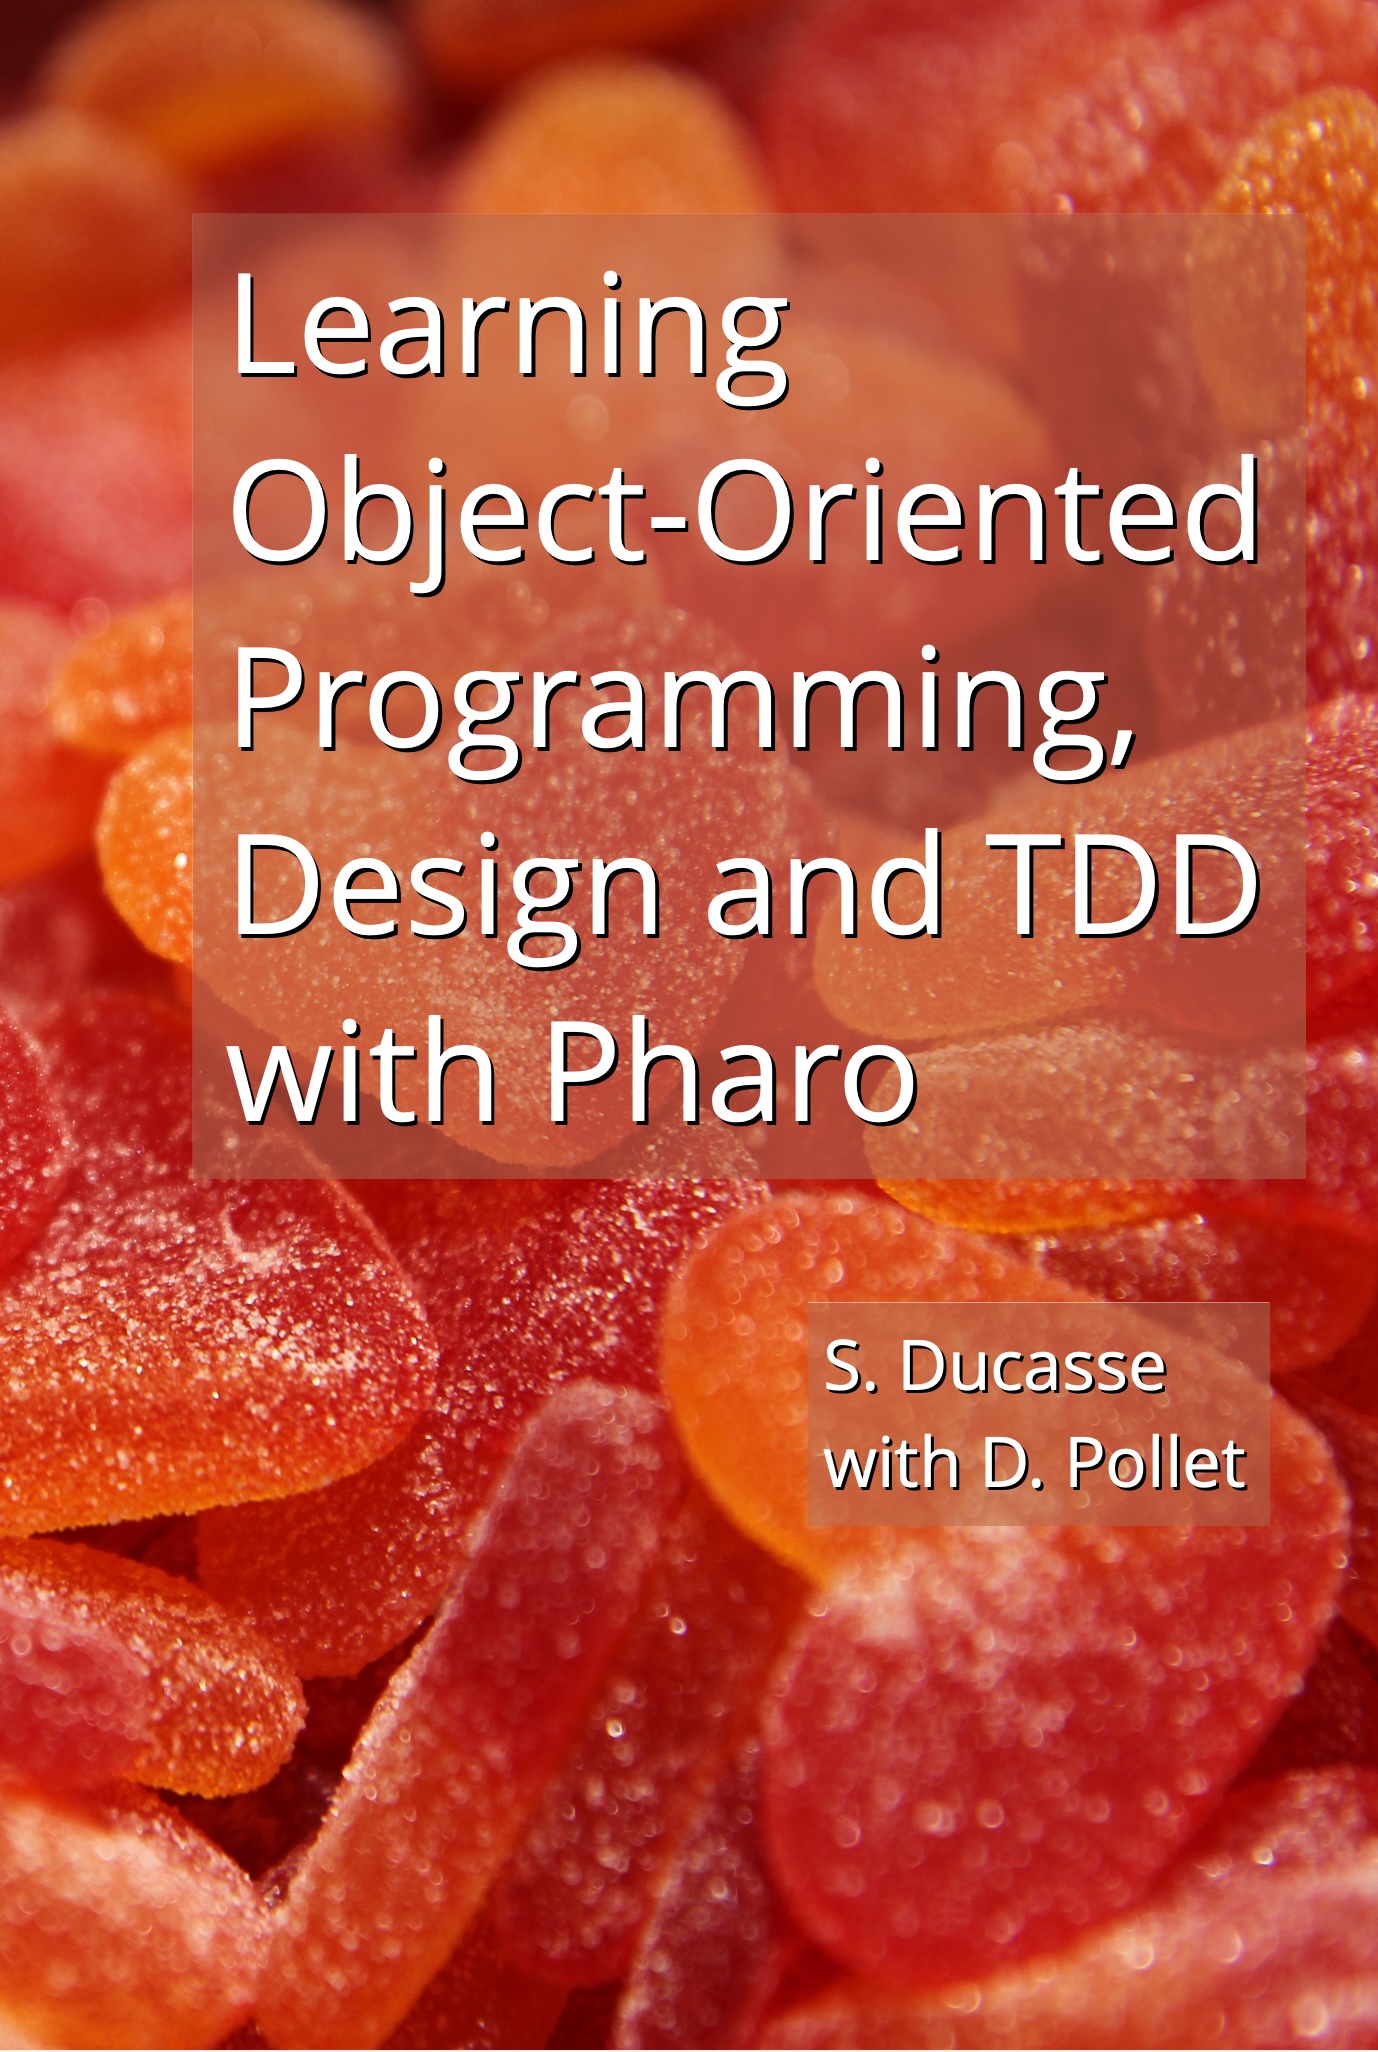 Learning
Object-Oriented
Programming,
Design and TDD
with Pharo
S. Ducasse
with D. Pollet